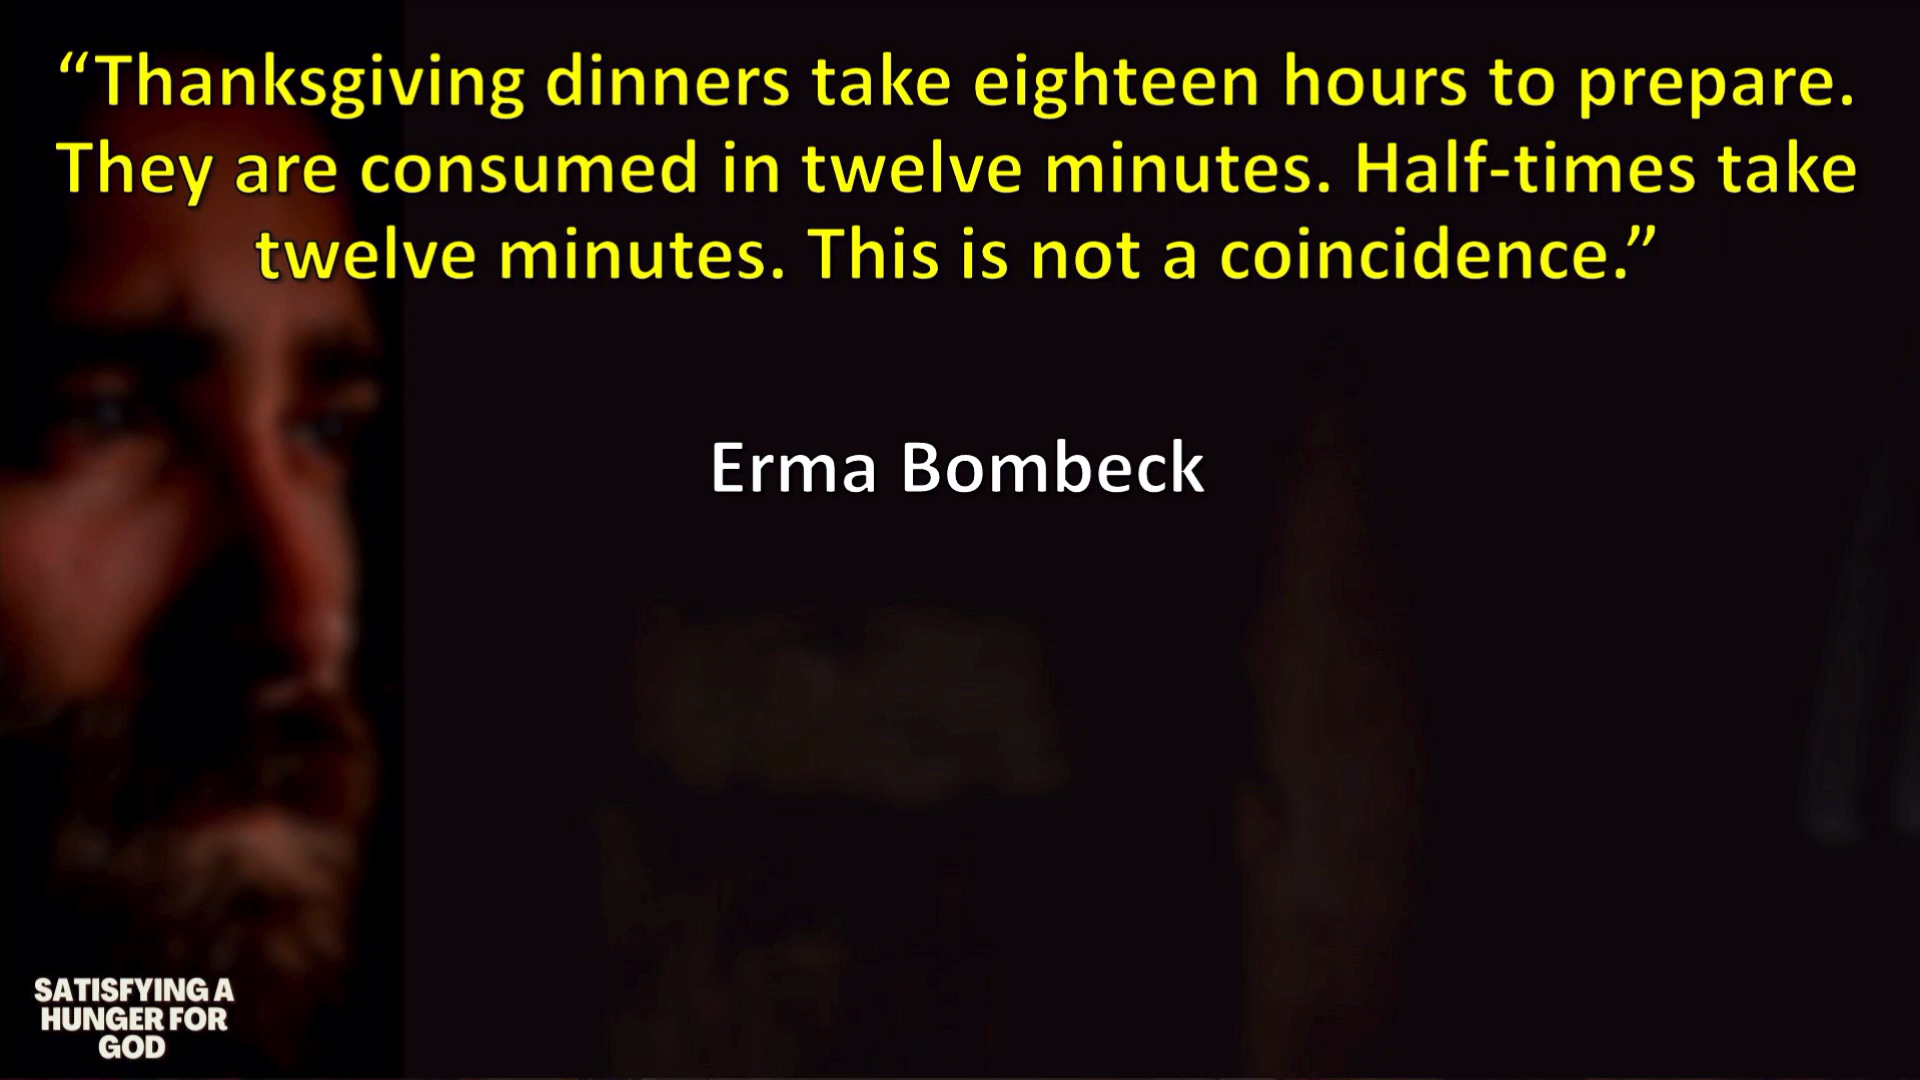 “Thanksgiving dinners take eighteen hours to prepare.
They are consumed in twelve minutes. Half-times take
twelve minutes. This is not a coincidence.”
Erma Bombeck
SATISFYING A
HUNGER FOR
GOD